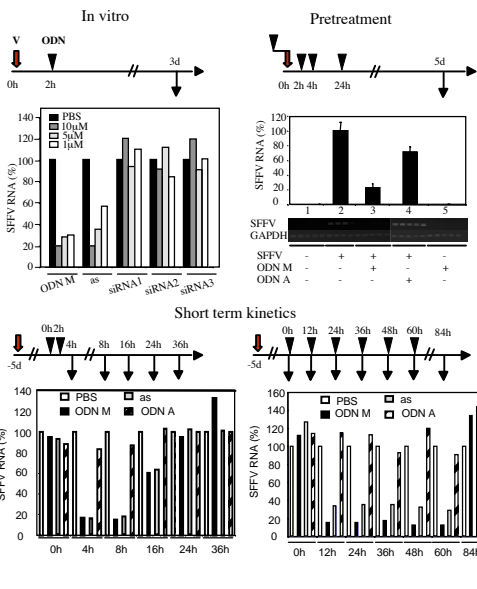 In vitro
V ODN
3d
0h 2h
SFFV RNA (%)
140
120
100
80
60
40
20
0
PBS
10µM
5µM
1µM
ODN M as siRNA1 siRNA2 siRNA3
Pretreatment
5d
0h 2h 4h 24h
SFFV RNA (%)
120
100
80
60
40
20
0
1 2 3 4 5
SFFV
GAPDH
SFFV - + + + -
ODN M - - + - +
ODN A - - - + -
Short term kinetics
0h2h
4h 8h 16h 24h 36h
-5d
SFFV RNA (%)
140
120
100
80
60
40
20
0
PBS as
ODN M ODN A
0h 4h 8h 16h 24h 36h
0h 12h 24h 36h 48h 60h 84h
-5d
SFFV RNA (%)
160
140
120
100
80
60
40
20
0
PBS as
ODN M ODN A
0h 12h 24h 36h 48h 60h 84h